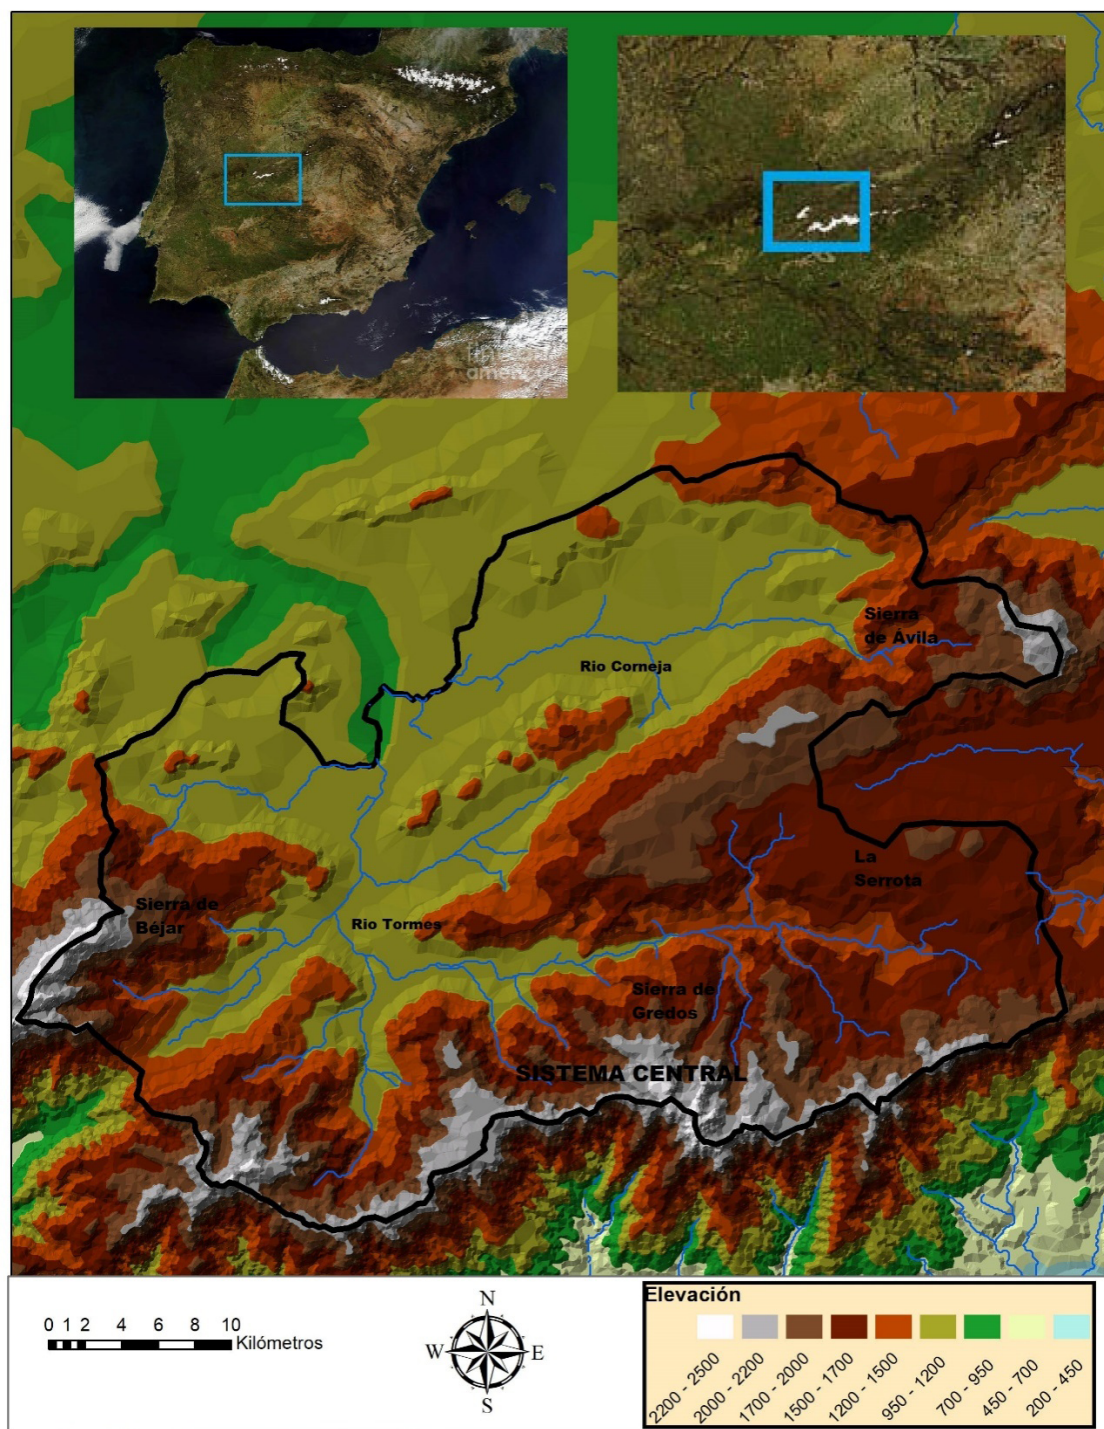 Sierra
de Ávila
Rio Corneja
La
Serrota
Sierra de
Béjar
Rio Tormes
Sierra de
Gredos
SISTEMA CENTRAL
0 1 2 4 6 8 10
Kilómetros
N
W E
S
Elevación
2200 - 2500
2000 - 2200
1700 - 2000
1500 - 1700
1200 - 1500
950 - 1200
700 - 950
450 - 700
200 - 450